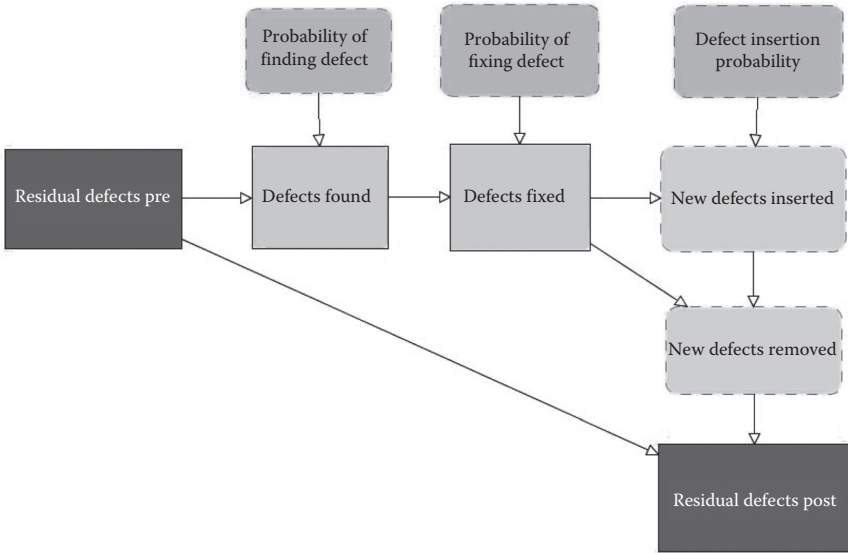 Probability of
finding defect
Probability of
fixing defect
Defect insertion
probability
Residual defects pre
Defects found
Defects fixed
New defects inserted
New defects removed
Residual defects post